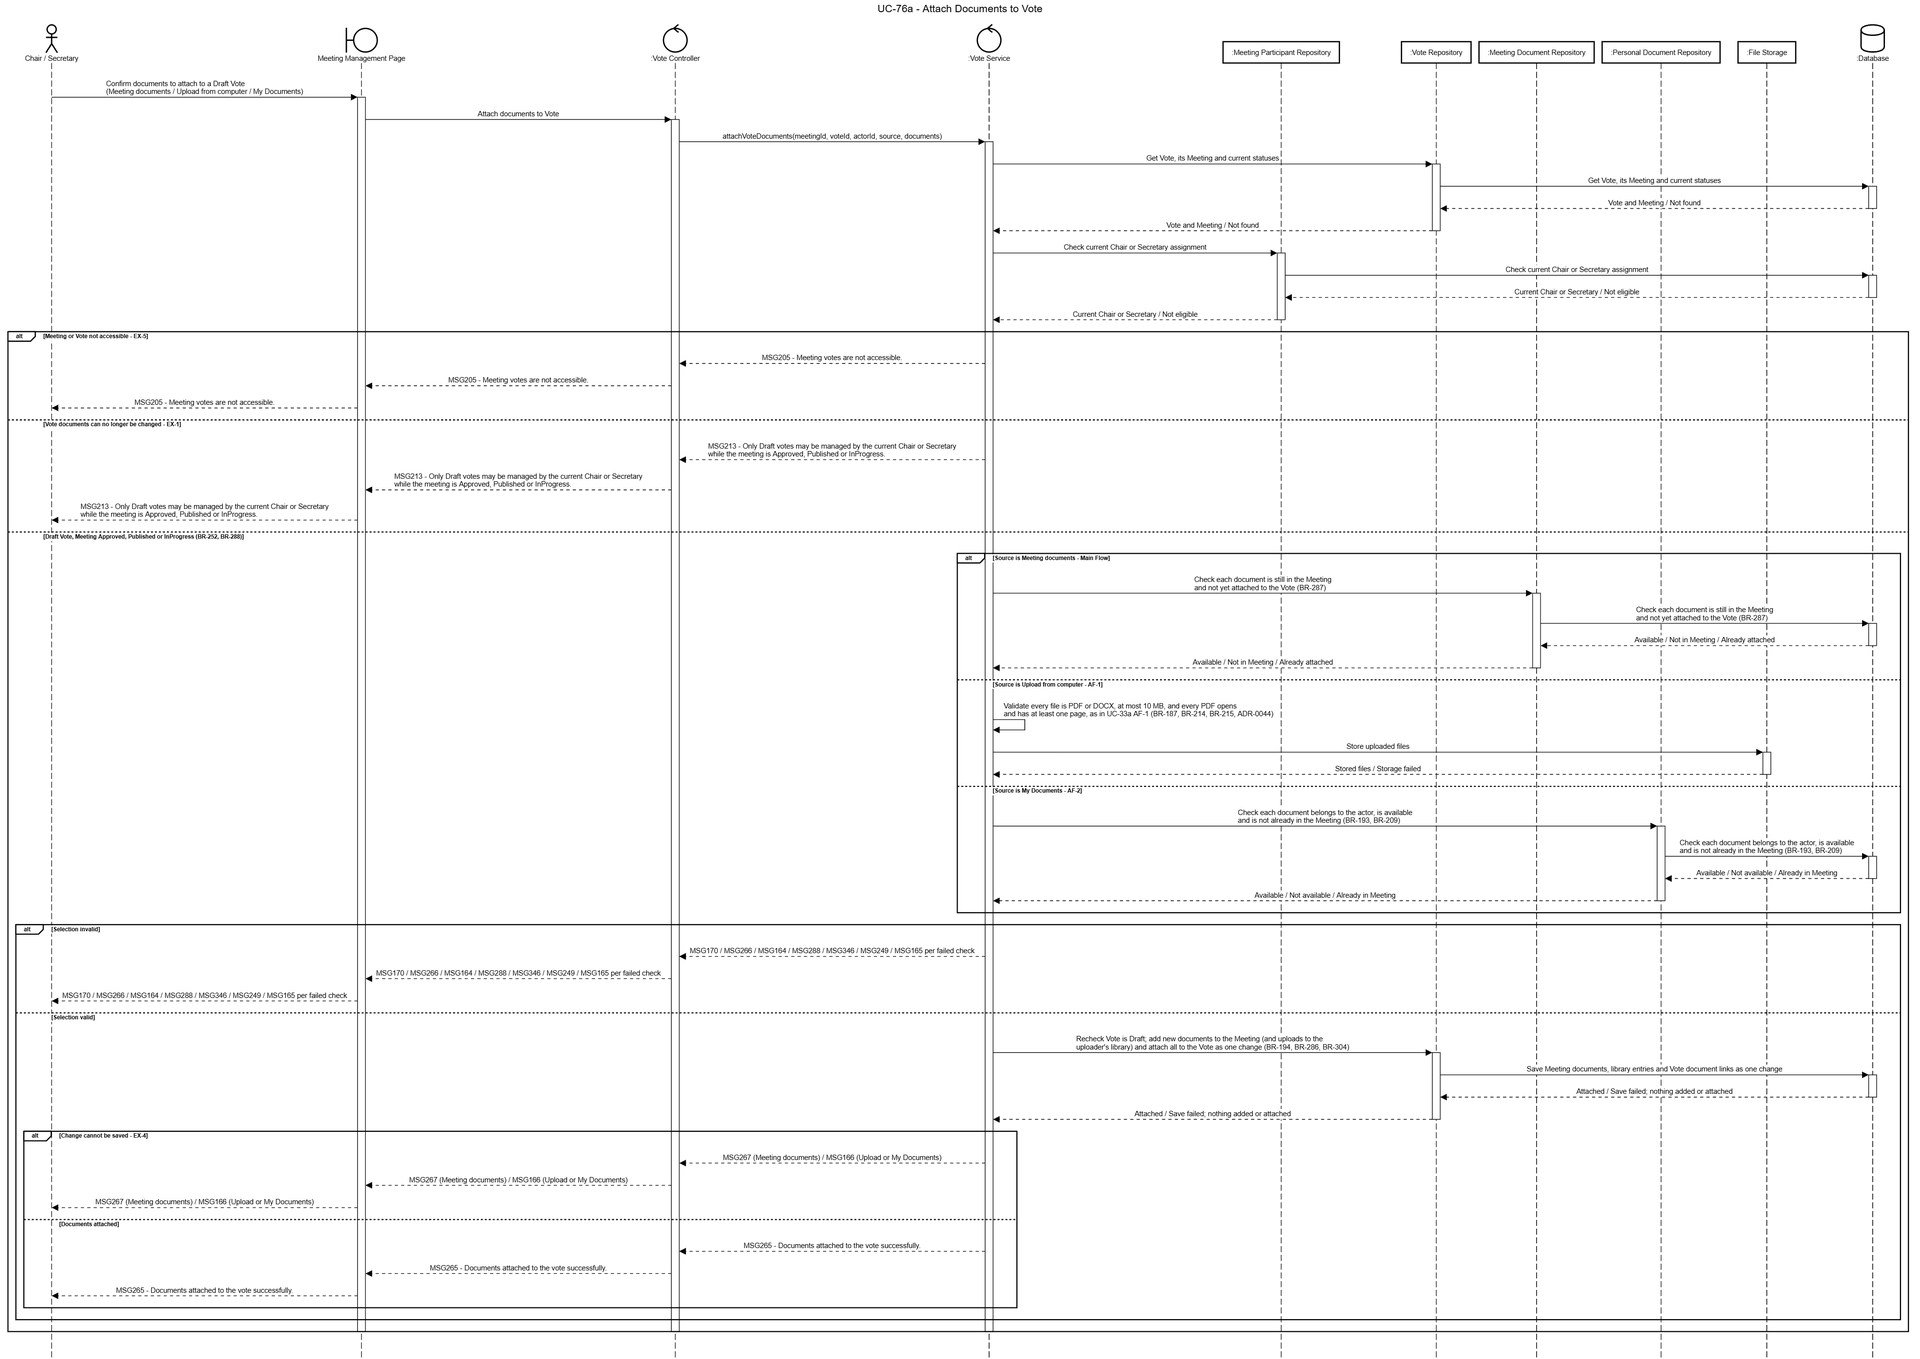 UC-76a - Attach Documents to Vote
Chair / Secretary
Meeting Management Page
:Vote Controller
:Vote Service
:Meeting Participant Repository
:Vote Repository
:Meeting Document Repository
:Personal Document Repository
:File Storage
:Database
Confirm documents to attach to a Draft Vote
(Meeting documents / Upload from computer / My Documents)
Attach documents to Vote
attachVoteDocuments(meetingId, voteId, actorId, source, documents)
Get Vote, its Meeting and current statuses
Get Vote, its Meeting and current statuses
Vote and Meeting / Not found
Vote and Meeting / Not found
Check current Chair or Secretary assignment
Check current Chair or Secretary assignment
Current Chair or Secretary / Not eligible
Current Chair or Secretary / Not eligible
alt
[Meeting or Vote not accessible - EX-5]
MSG205 - Meeting votes are not accessible.
MSG205 - Meeting votes are not accessible.
MSG205 - Meeting votes are not accessible.
[Vote documents can no longer be changed - EX-1]
MSG213 - Only Draft votes may be managed by the current Chair or Secretary
while the meeting is Approved, Published or InProgress.
MSG213 - Only Draft votes may be managed by the current Chair or Secretary
while the meeting is Approved, Published or InProgress.
MSG213 - Only Draft votes may be managed by the current Chair or Secretary
while the meeting is Approved, Published or InProgress.
[Draft Vote, Meeting Approved, Published or InProgress (BR-252, BR-288)]
alt
[Source is Meeting documents - Main Flow]
Check each document is still in the Meeting
and not yet attached to the Vote (BR-287)
Check each document is still in the Meeting
and not yet attached to the Vote (BR-287)
Available / Not in Meeting / Already attached
Available / Not in Meeting / Already attached
[Source is Upload from computer - AF-1]
Validate every file is PDF or DOCX, at most 10 MB, and every PDF opens
and has at least one page, as in UC-33a AF-1 (BR-187, BR-214, BR-215, ADR-0044)
Store uploaded files
Stored files / Storage failed
[Source is My Documents - AF-2]
Check each document belongs to the actor, is available
and is not already in the Meeting (BR-193, BR-209)
Check each document belongs to the actor, is available
and is not already in the Meeting (BR-193, BR-209)
Available / Not available / Already in Meeting
Available / Not available / Already in Meeting
alt
[Selection invalid]
MSG170 / MSG266 / MSG164 / MSG288 / MSG346 / MSG249 / MSG165 per failed check
MSG170 / MSG266 / MSG164 / MSG288 / MSG346 / MSG249 / MSG165 per failed check
MSG170 / MSG266 / MSG164 / MSG288 / MSG346 / MSG249 / MSG165 per failed check
[Selection valid]
Recheck Vote is Draft; add new documents to the Meeting (and uploads to the
uploader's library) and attach all to the Vote as one change (BR-194, BR-286, BR-304)
Save Meeting documents, library entries and Vote document links as one change
Attached / Save failed; nothing added or attached
Attached / Save failed; nothing added or attached
alt
[Change cannot be saved - EX-4]
MSG267 (Meeting documents) / MSG166 (Upload or My Documents)
MSG267 (Meeting documents) / MSG166 (Upload or My Documents)
MSG267 (Meeting documents) / MSG166 (Upload or My Documents)
[Documents attached]
MSG265 - Documents attached to the vote successfully.
MSG265 - Documents attached to the vote successfully.
MSG265 - Documents attached to the vote successfully.